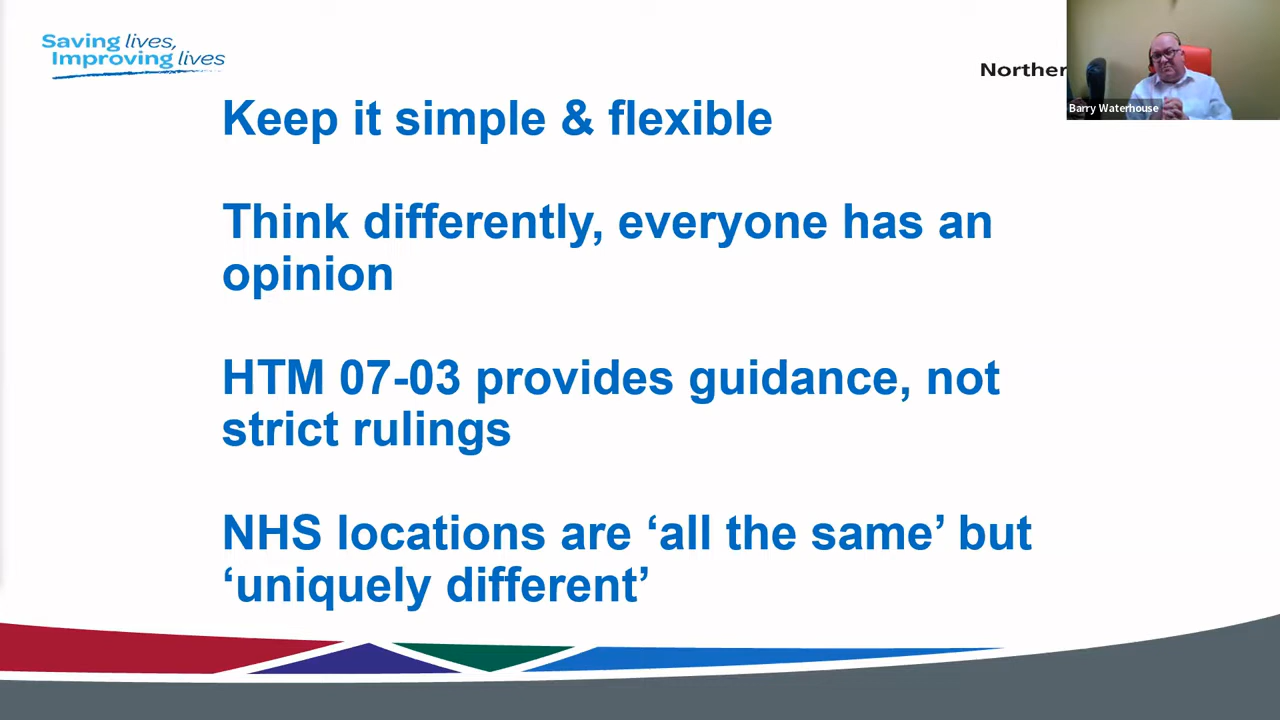 Saving lives,
Improving lives
Norther
Barry Waterhouse
Keep it simple & flexible
Think differently, everyone has an
opinion
HTM 07-03 provides guidance, not
strict rulings
NHS locations are ‘all the same’ but
‘uniquely different’